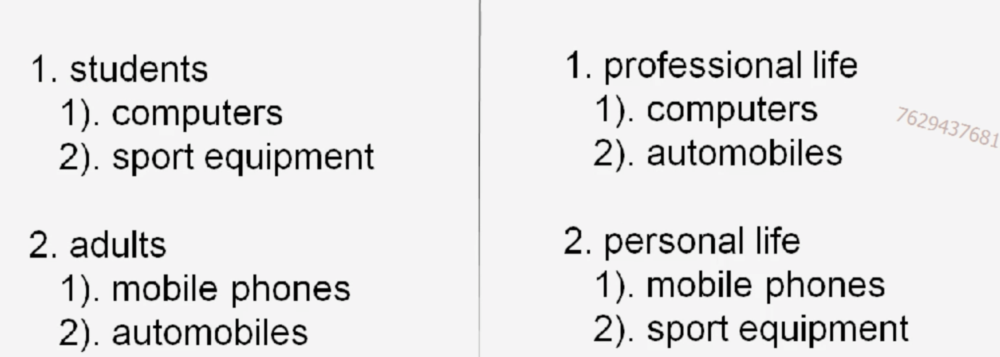 1. students
1). computers
2). sport equipment
2. adults
1). mobile phones
2). automobiles
1. professional life
1). computers
2). automobiles
2. personal life
1). mobile phones
2). sport equipment
7629437681